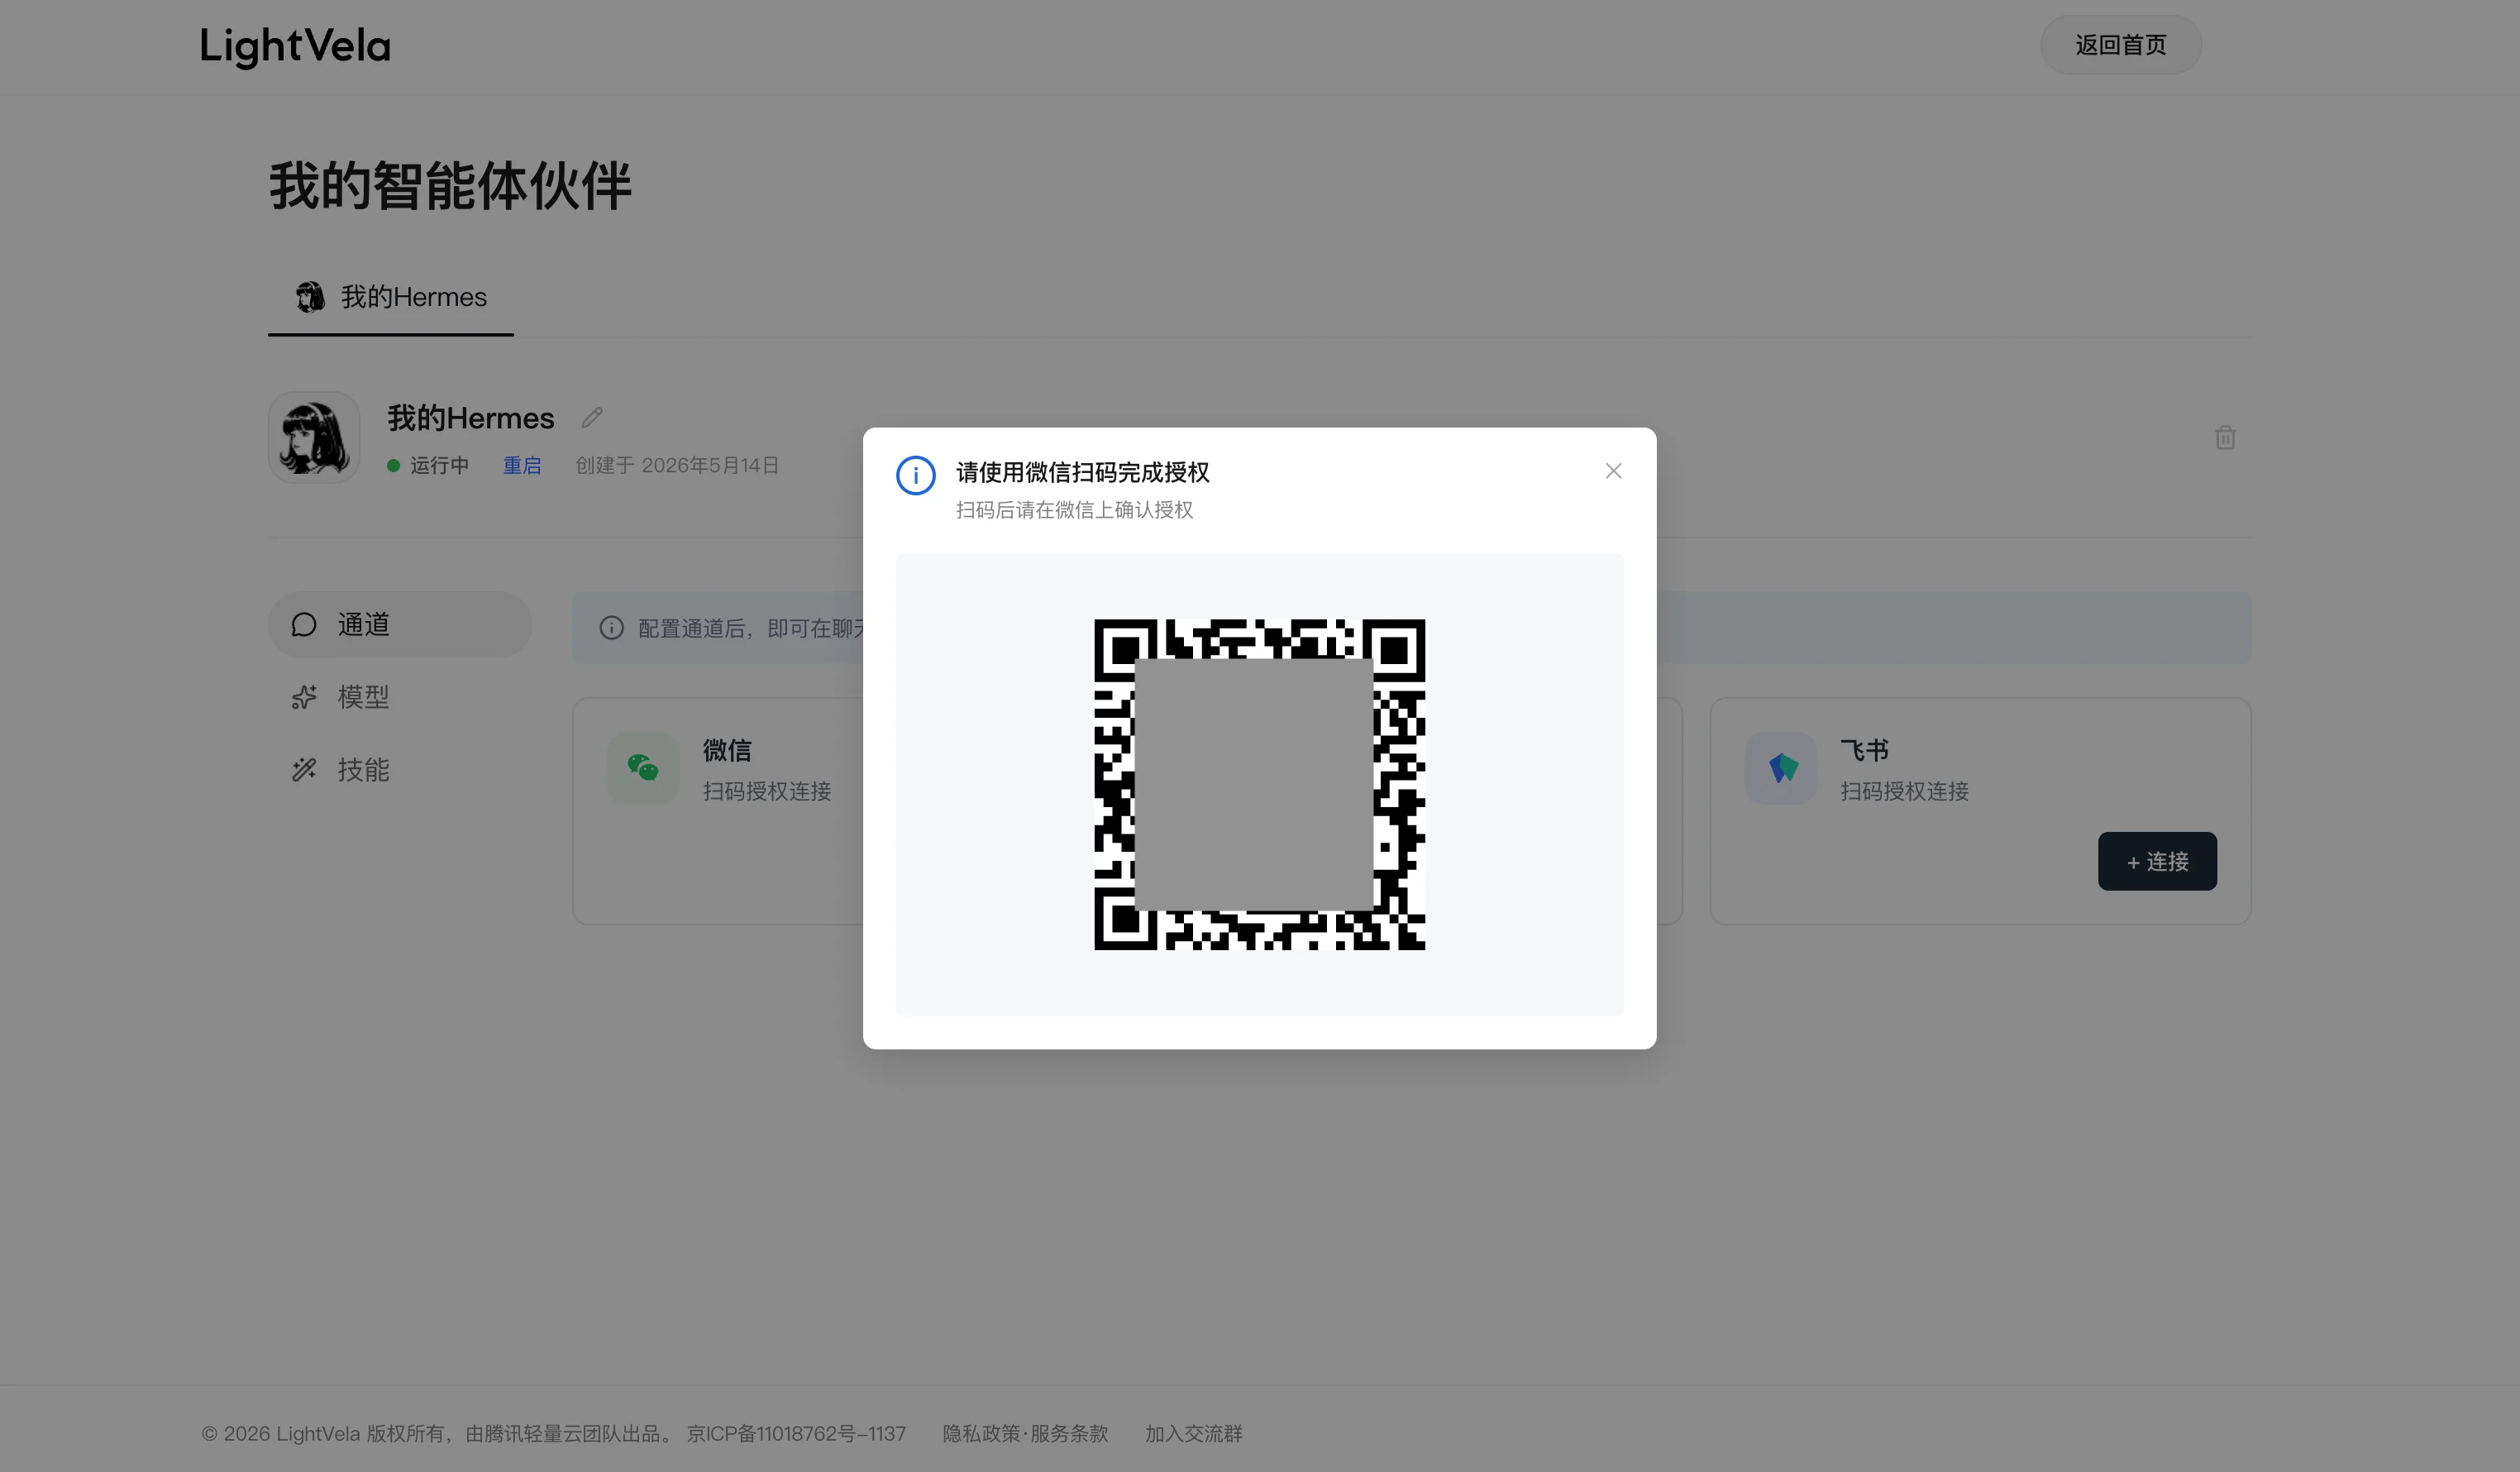 LightVela
返回首页
我的智能体伙伴
我的Hermes
我的Hermes
运行中 重启 创建于 2026年5月14日
请使用微信扫码完成授权
扫码后请在微信上确认授权
通道
配置通道后，即可在聊
模型
技能
微信
扫码授权连接
飞书
扫码授权连接
+ 连接
© 2026 LightVela 版权所有，由腾讯轻量云团队出品。 京ICP备11018762号-1137 隐私政策·服务条款 加入交流群